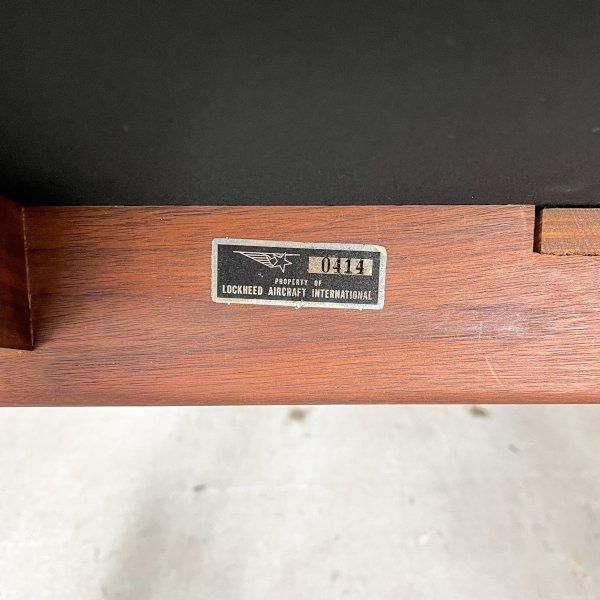 0414
PROPERTY OF
LOCKHEED AIRCRAFT INTERNATIONAL